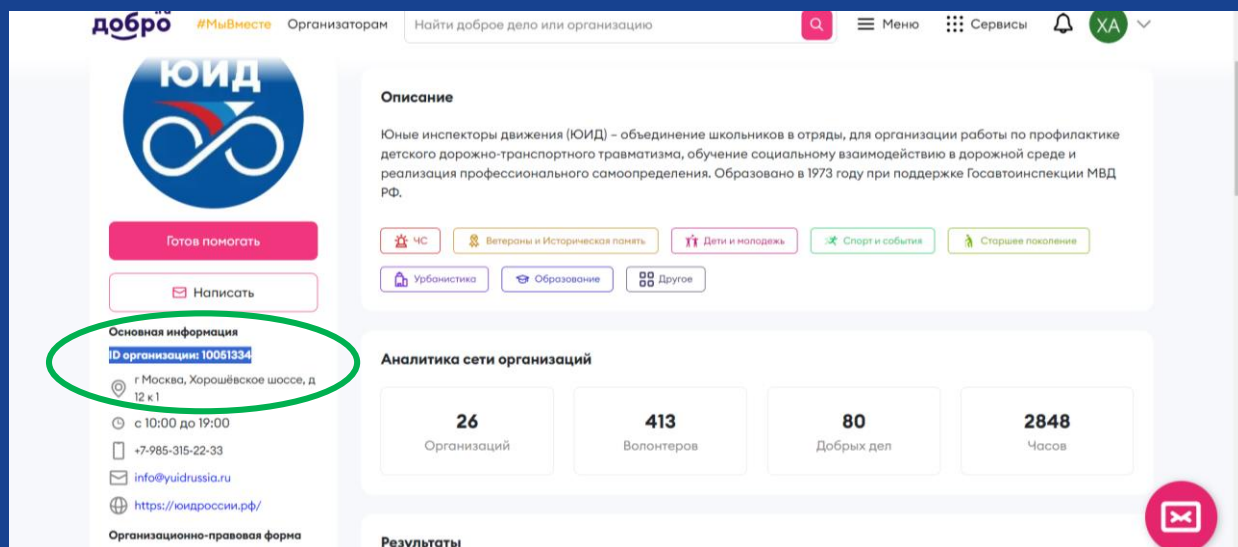 добро.ru
#МыВместе
Организаторам
Найти доброе дело или организацию
Меню
Сервисы
ХА
ЮИД
Готов помогать
Написать
Основная информация
ID организации: 10051334
г Москва, Хорошёвское шоссе, д
12 к 1
с 10:00 до 19:00
+7-985-315-22-33
info@yuidrussia.ru
https://юидроссии.рф/
Организационно-правовая форма
Описание
Юные инспекторы движения (ЮИД) – объединение школьников в отряды, для организации работы по профилактике
детского дорожно-транспортного травматизма, обучение социальному взаимодействию в дорожной среде и
реализация профессионального самоопределения. Образовано в 1973 году при поддержке Госавтоинспекции МВД
РФ.
ЧС
Ветераны и Историческая память
Дети и молодежь
Спорт и события
Старшее поколение
Урбанистика
Образование
Другое
Аналитика сети организаций
26
Организаций
413
Волонтеров
80
Добрых дел
2848
Часов
Результаты